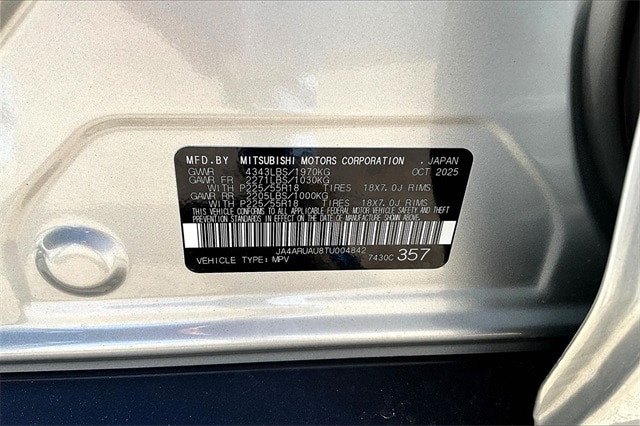 MFD.BY MITSUBISHI MOTORS CORPORATION , JAPAN
GVWR 4343LBS/1970KG OCT 2025
GAWR FR 2271LBS/1030KG
WITH P225/55R18 TIRES 18X7.0J RIMS
GAWR RR 2205LBS/1000KG
WITH P225/55R18 TIRES 18X7.0J RIMS
THIS VEHICLE CONFORMS TO ALL APPLICABLE FEDERAL MOTOR VEHICLE SAFETY AND
THEFT PREVENTION STANDARDS IN EFFECT ON THE DATE OF MANUFACTURE SHOWN ABOVE.
JA4ARUAU8TU004842
VEHICLE TYPE: MPV 7430C 357